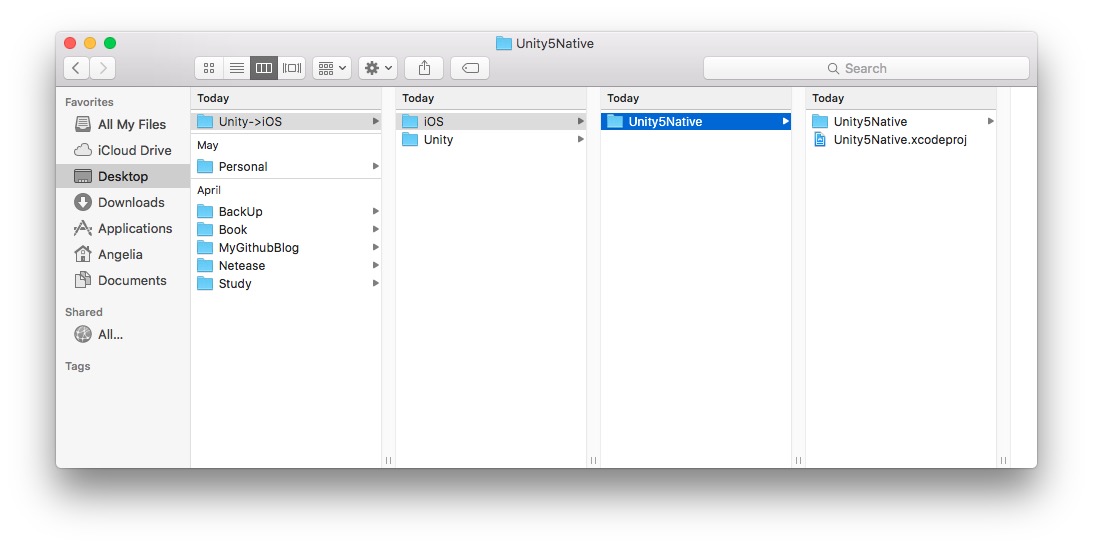 Unity5Native
Search
Favorites
All My Files
iCloud Drive
Desktop
Downloads
Applications
Angelia
Documents
Shared
All...
Tags
Today
Unity->iOS
May
Personal
April
BackUp
Book
MyGithubBlog
Netease
Study
Today
iOS
Unity
Today
Unity5Native
Today
Unity5Native
Unity5Native.xcodeproj